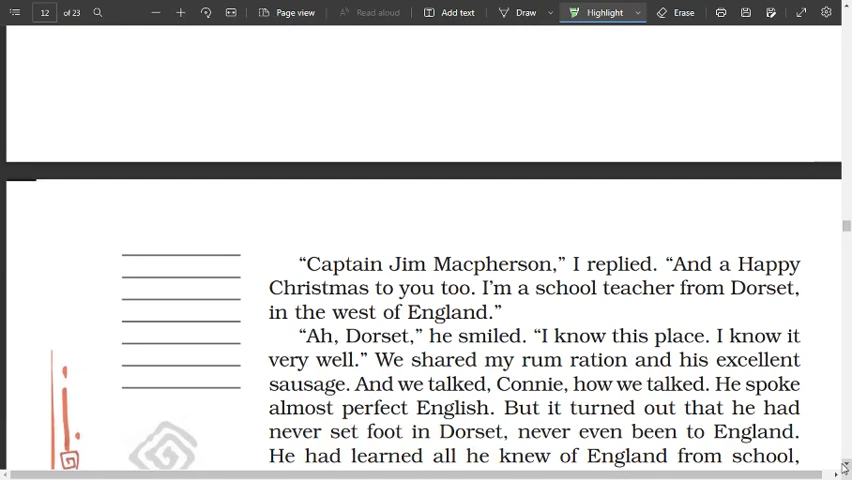 12 of 23 Page view Read aloud Add text Draw Highlight Erase
“Captain Jim Macpherson,” I replied. “And a Happy
Christmas to you too. I’m a school teacher from Dorset,
in the west of England.”
“Ah, Dorset,” he smiled. “I know this place. I know it
very well.” We shared my rum ration and his excellent
sausage. And we talked, Connie, how we talked. He spoke
almost perfect English. But it turned out that he had
never set foot in Dorset, never even been to England.
He had learned all he knew of England from school,